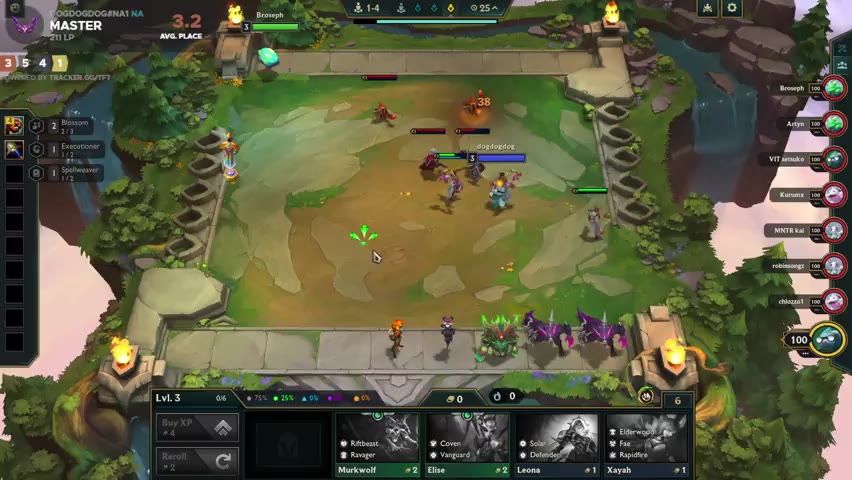 DOGDOGDOG#NA1 NA
MASTER
211 LP
3.2
AVG. PLACE
3 5 4 1
POWERED BY TRACKER.GG/TFT
3 Broseph
1-4
25
2 Blossom
2 / 3
1 Executioner
1 / 2
1 Spellweaver
1 / 2
38
dogdogdog
3
Broseph 100
Artyn 100
VIT setsuko 100
Kurumx 100
MNTR kai 100
robinsongz 100
chlozzo1 100
100
Lvl. 3 0/6 75% 25% 0% 0%
0
0
6
Buy XP
4
Reroll
2
Riftbeast
Ravager
Murkwolf 2
Coven
Vanguard
Elise 2
Solar
Defender
Leona 1
Elderwood
Fae
Rapidfire
Xayah 1